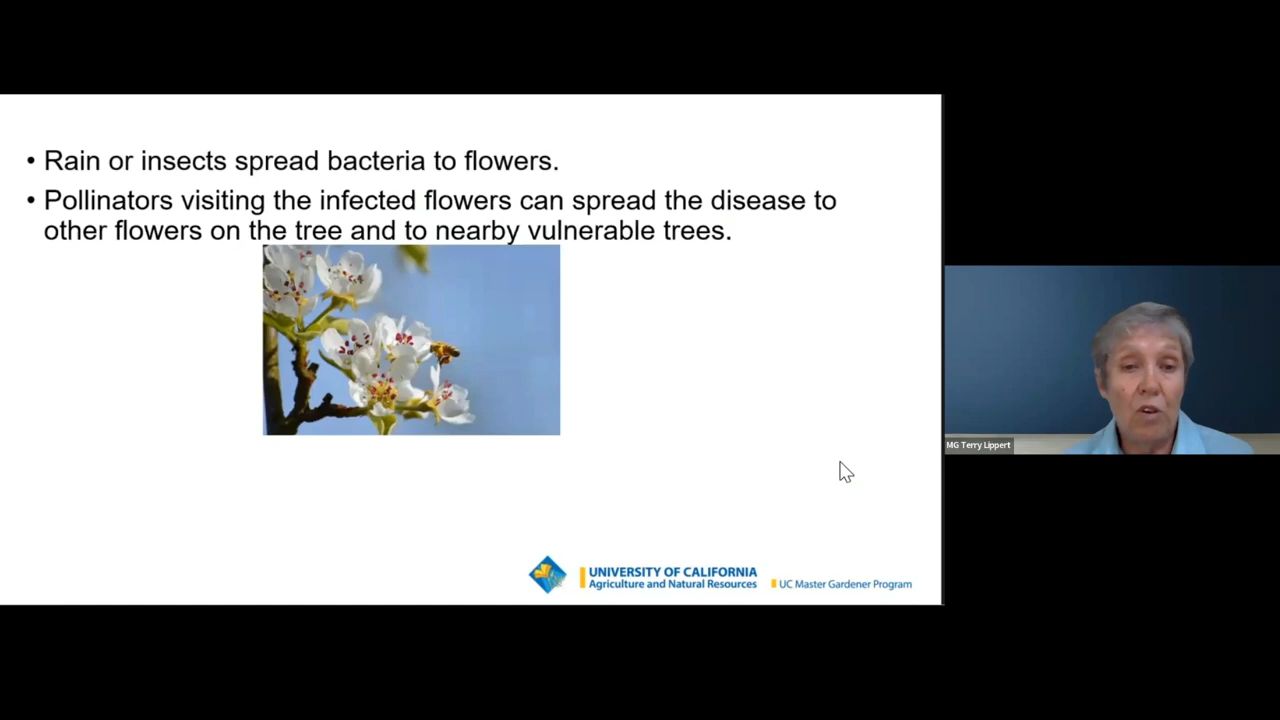 • Rain or insects spread bacteria to flowers.
• Pollinators visiting the infected flowers can spread the disease to
other flowers on the tree and to nearby vulnerable trees.
MG Terry Lippert
UNIVERSITY OF CALIFORNIA
Agriculture and Natural Resources
UC Master Gardener Program